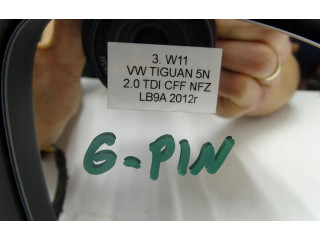 3. W11
VW TIGUAN 5N
2.0 TDI CFF NFZ
LB9A 2012r
6-PIN